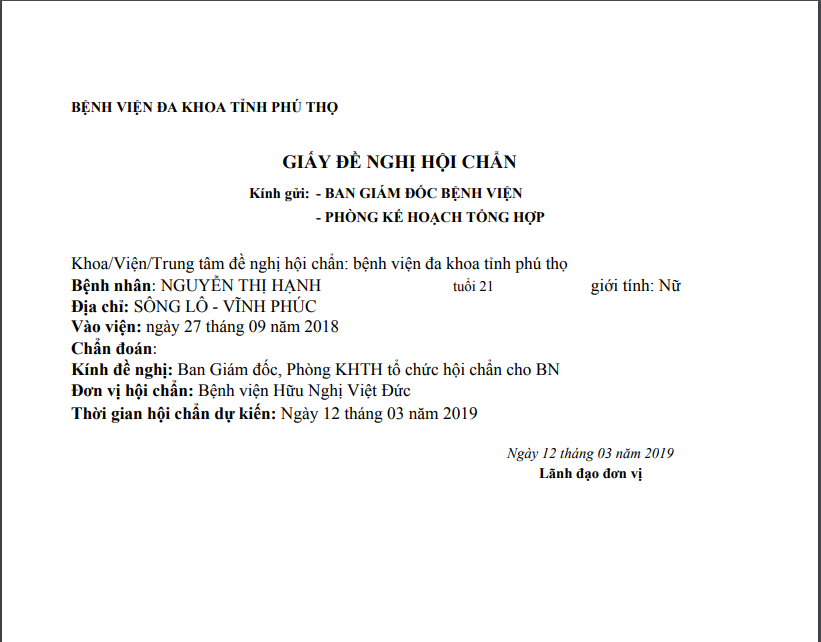 BỆNH VIỆN ĐA KHOA TỈNH PHÚ THỌ
GIẤY ĐỀ NGHỊ HỘI CHẨN
Kính gửi: - BAN GIÁM ĐỐC BỆNH VIỆN
- PHÒNG KẾ HOẠCH TỔNG HỢP
Khoa/Viện/Trung tâm đề nghị hội chẩn: bệnh viện đa khoa tỉnh phú thọ
Bệnh nhân: NGUYỄN THỊ HẠNH tuổi 21 giới tính: Nữ
Địa chỉ: SÔNG LÔ - VĨNH PHÚC
Vào viện: ngày 27 tháng 09 năm 2018
Chẩn đoán:
Kính đề nghị: Ban Giám đốc, Phòng KHTH tổ chức hội chẩn cho BN
Đơn vị hội chẩn: Bệnh viện Hữu Nghị Việt Đức
Thời gian hội chẩn dự kiến: Ngày 12 tháng 03 năm 2019
Ngày 12 tháng 03 năm 2019
Lãnh đạo đơn vị